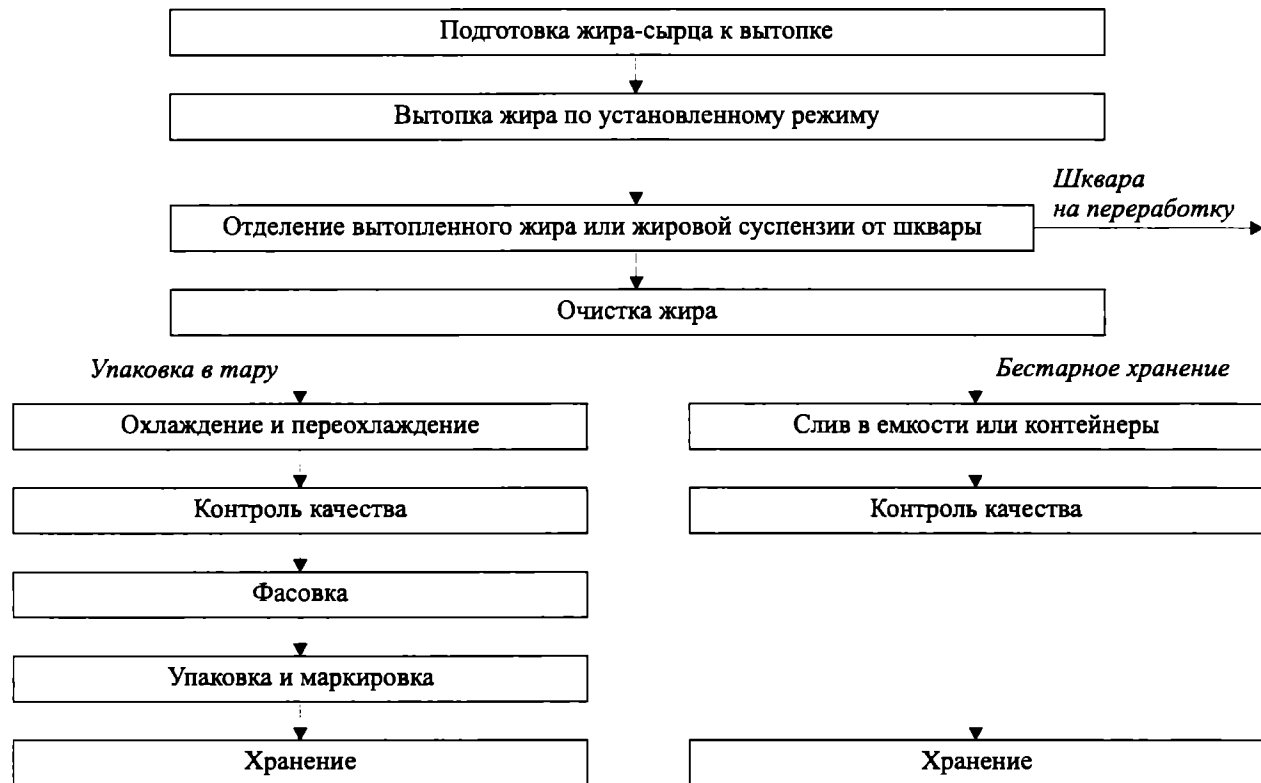 Подготовка жира-сырца к вытопке
Вытопка жира по установленному режиму
Шквара
на переработку
Отделение вытопленного жира или жировой суспензии от шквары
Очистка жира
Упаковка в тару
Бестарное хранение
Охлаждение и переохлаждение
Слив в емкости или контейнеры
Контроль качества
Контроль качества
Фасовка
Упаковка и маркировка
Хранение
Хранение